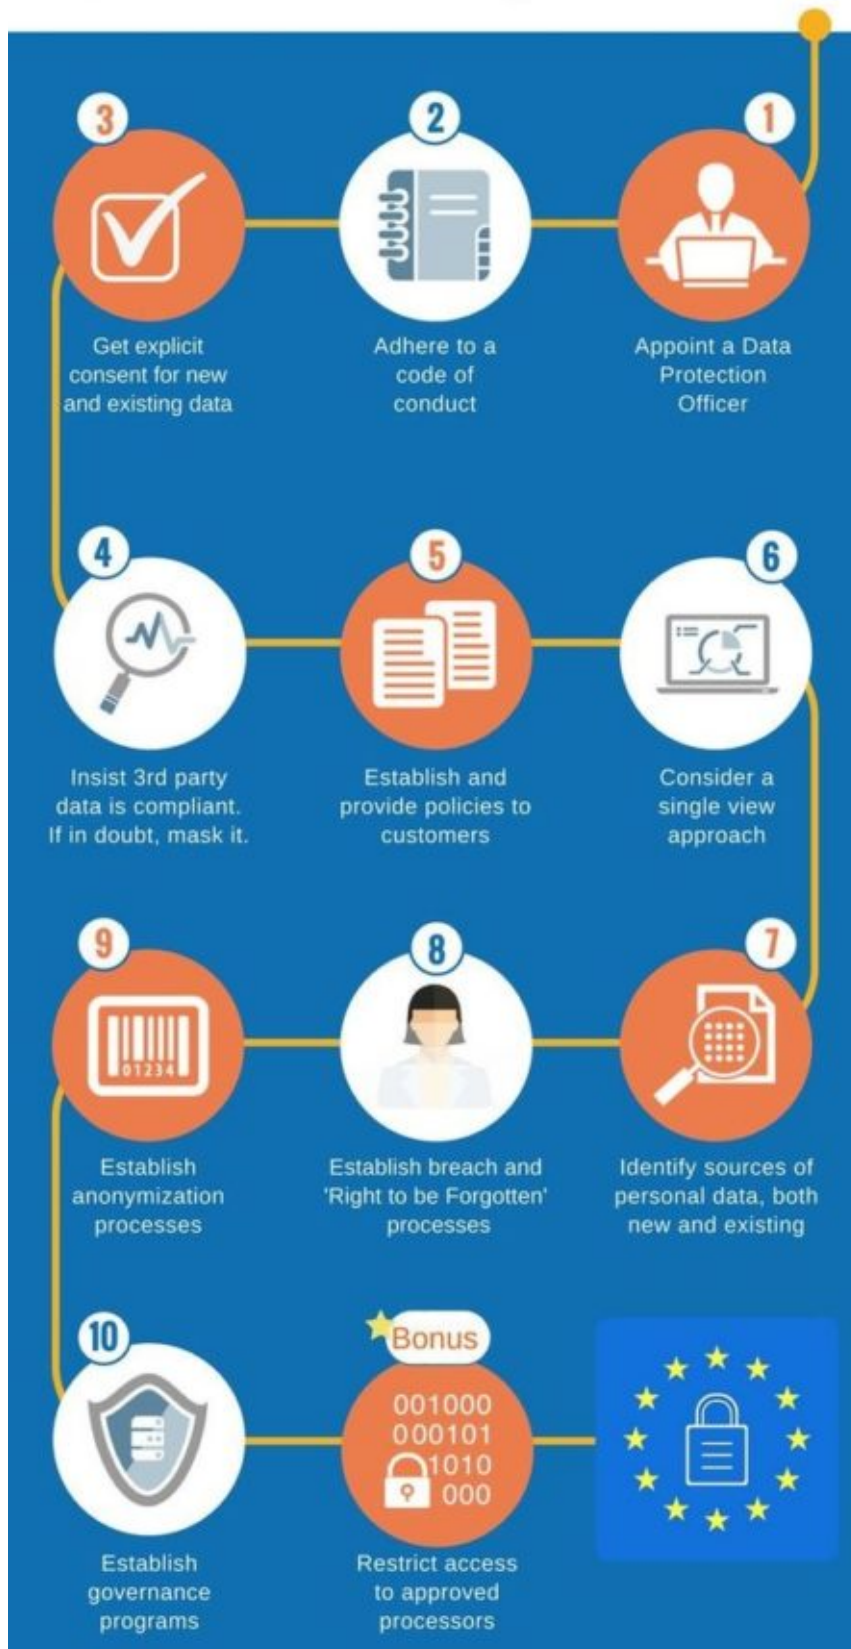 1
Appoint a Data
Protection
Officer
2
Adhere to a
code of
conduct
3
Get explicit
consent for new
and existing data
4
Insist 3rd party
data is compliant.
If in doubt, mask it.
5
Establish and
provide policies to
customers
6
Consider a
single view
approach
7
Identify sources of
personal data, both
new and existing
8
Establish breach and
'Right to be Forgotten'
processes
9
01234
Establish
anonymization
processes
10
Establish
governance
programs
Bonus
001000
000101
1010
000
Restrict access
to approved
processors